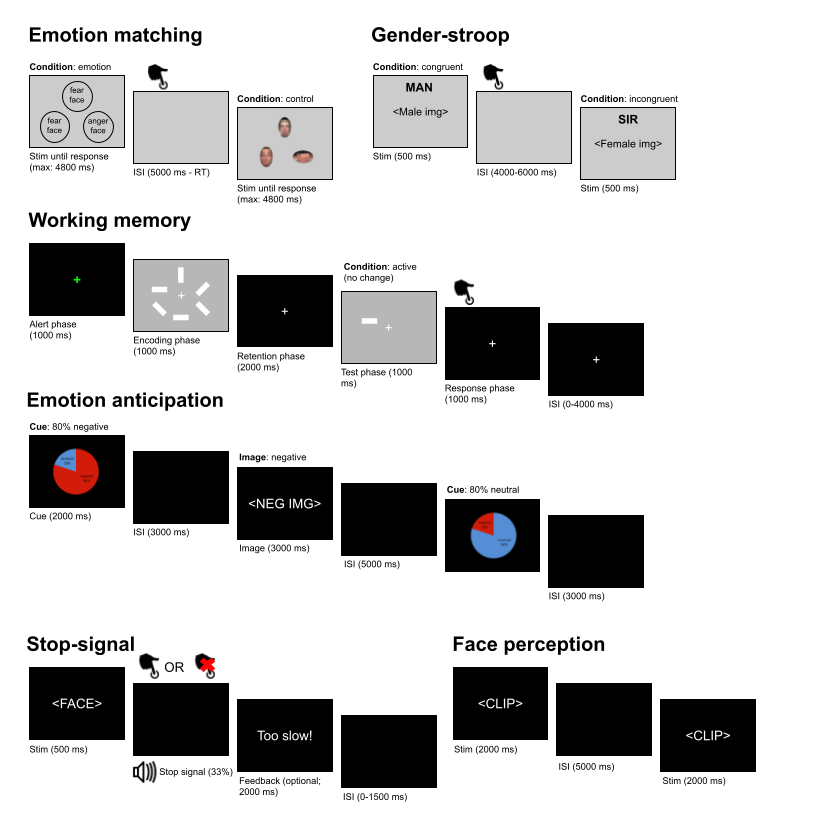 Emotion matching
Condition: emotion
fear
face
fear
face
anger
face
Stim until response
(max: 4800 ms)
ISI (5000 ms - RT)
Condition: control
Stim until response
(max: 4800 ms)
Gender-stroop
Condition: congruent
MAN
<Male img>
Stim (500 ms)
ISI (4000-6000 ms)
Condition: incongruent
SIR
<Female img>
Stim (500 ms)
Working memory
Alert phase
(1000 ms)
Encoding phase
(1000 ms)
Retention phase
(2000 ms)
Condition: active
(no change)
Test phase (1000
ms)
Response phase
(1000 ms)
ISI (0-4000 ms)
Emotion anticipation
Cue: 80% negative
Cue (2000 ms)
ISI (3000 ms)
Image: negative
<NEG IMG>
Image (3000 ms)
ISI (5000 ms)
Cue: 80% neutral
ISI (3000 ms)
Stop-signal
<FACE>
Stim (500 ms)
OR
Stop signal (33%)
Too slow!
Feedback (optional;
2000 ms)
ISI (0-1500 ms)
Face perception
<CLIP>
Stim (2000 ms)
ISI (5000 ms)
<CLIP>
Stim (2000 ms)